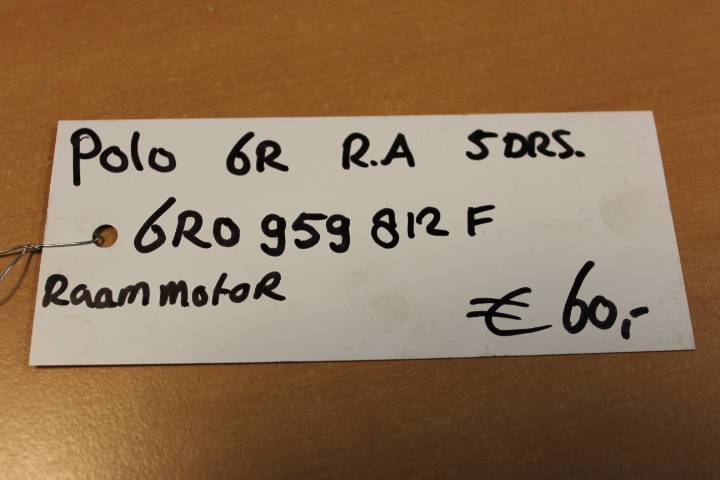 Polo 6R R.A 5DRS.
6R0 959 812 F
Raammotor
€ 60,-